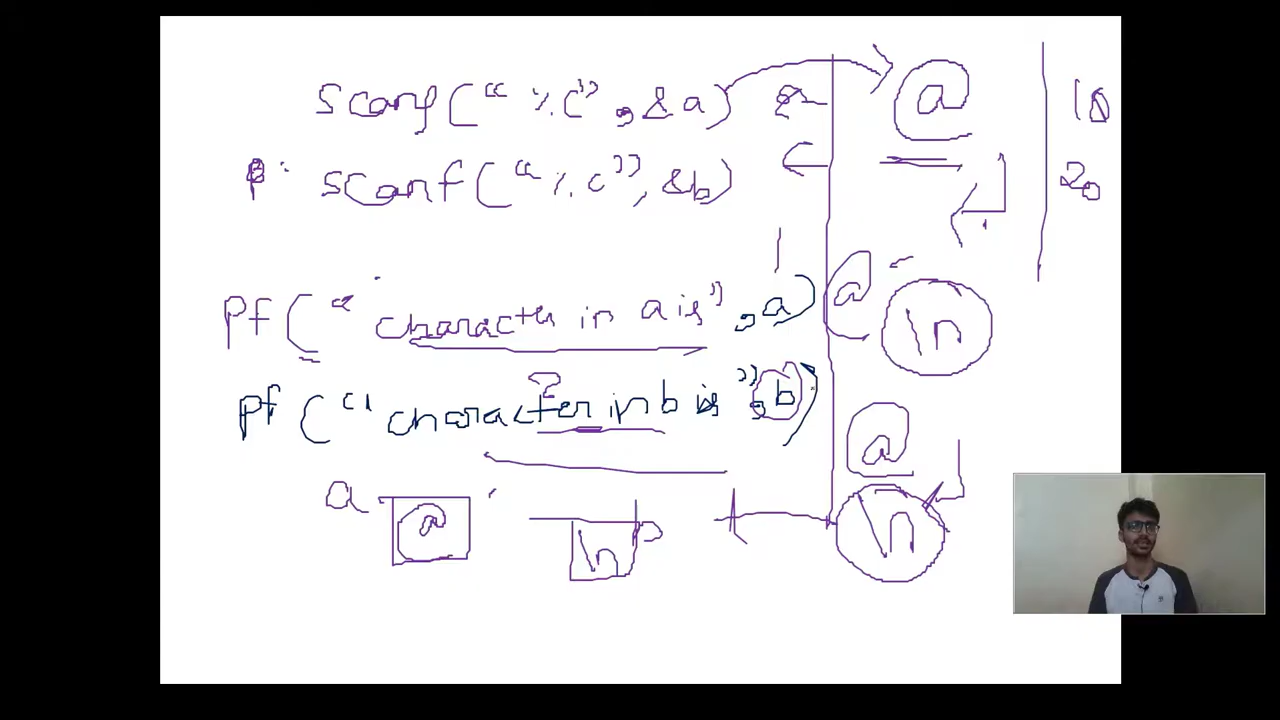 scanf("%c", &a) @ 10
scanf("%c", &b) 20
Pf(" character in a is", a) @ \n
Pf(" character in b is", b) @
a @ \n b \n